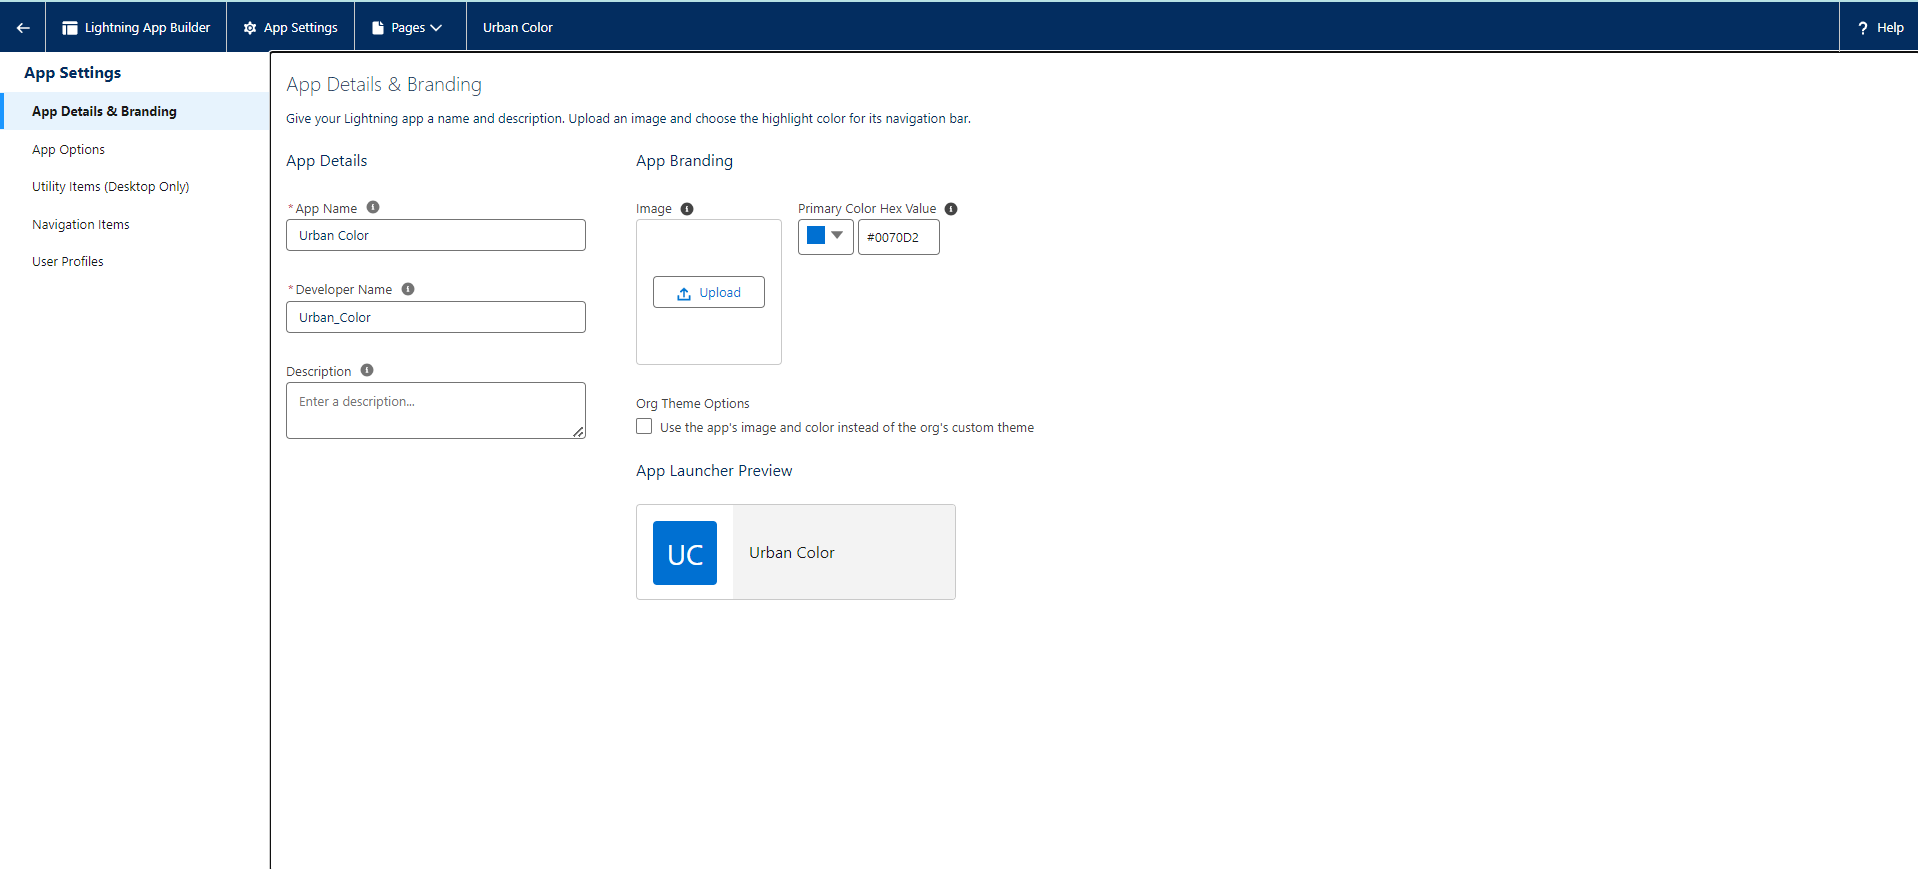 Lightning App Builder
App Settings
Pages
Urban Color
? Help
App Settings
App Details & Branding
App Options
Utility Items (Desktop Only)
Navigation Items
User Profiles
App Details & Branding
Give your Lightning app a name and description. Upload an image and choose the highlight color for its navigation bar.
App Details
*App Name
Urban Color
*Developer Name
Urban_Color
Description
Enter a description...
App Branding
Image
Upload
Primary Color Hex Value
#0070D2
Org Theme Options
Use the app's image and color instead of the org's custom theme
App Launcher Preview
UC
Urban Color